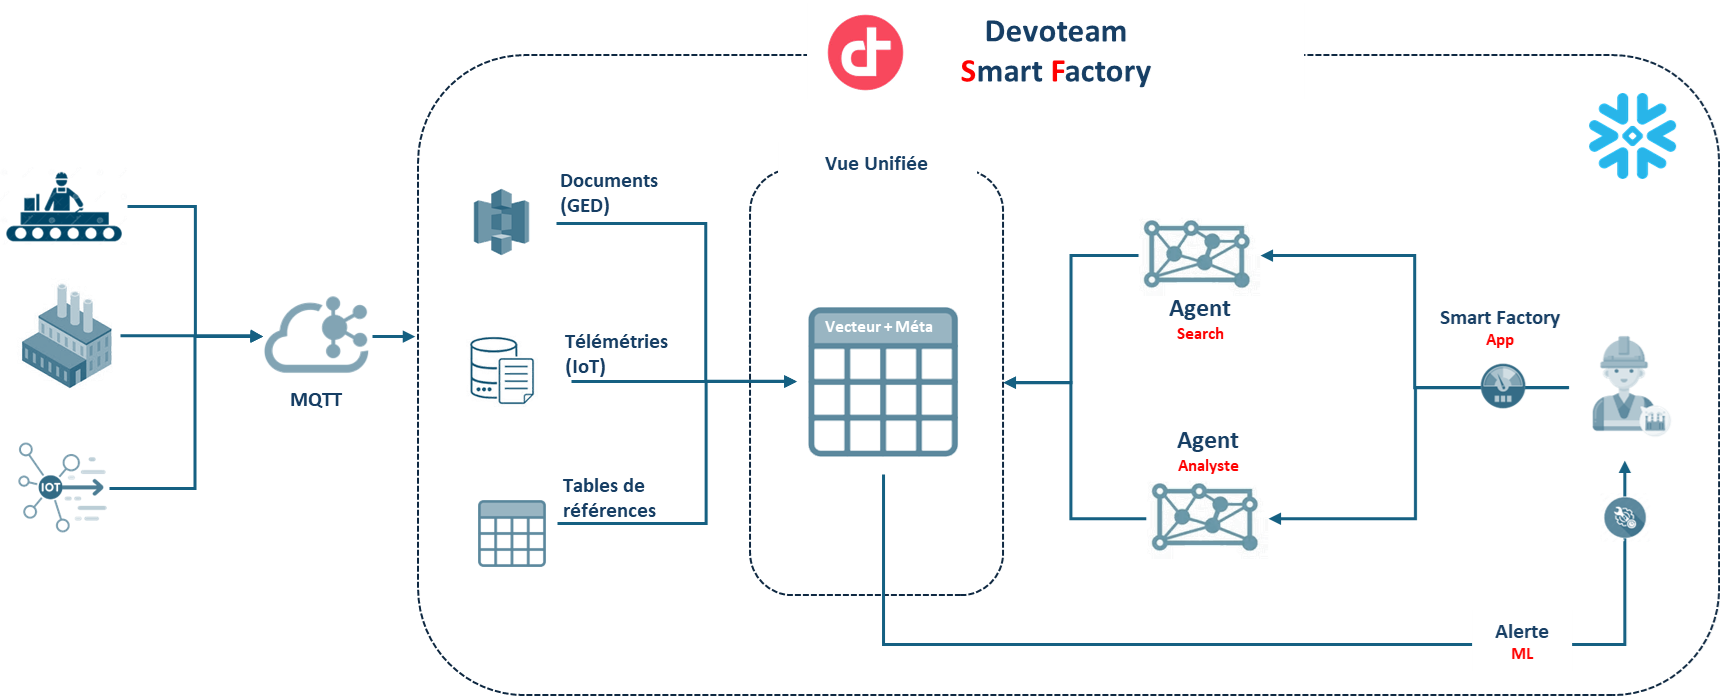 Devoteam
Smart Factory
Vue Unifiée
Documents
(GED)
Télémétries
(IoT)
Tables de
références
MQTT
IOT
Vecteur + Méta
Agent
Search
Agent
Analyste
Smart Factory
App
Alerte
ML